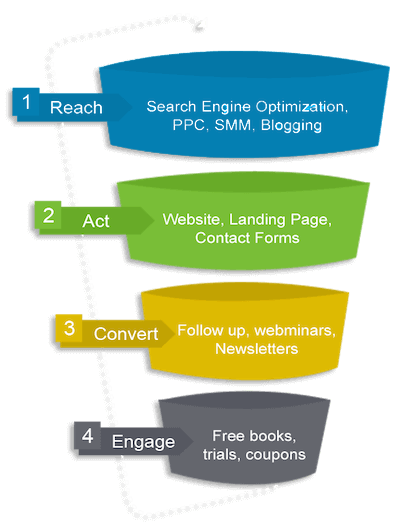 1
Reach
Search Engine Optimization,
PPC, SMM, Blogging
2
Act
Website, Landing Page,
Contact Forms
3
Convert
Follow up, webminars,
Newsletters
4
Engage
Free books,
trials, coupons